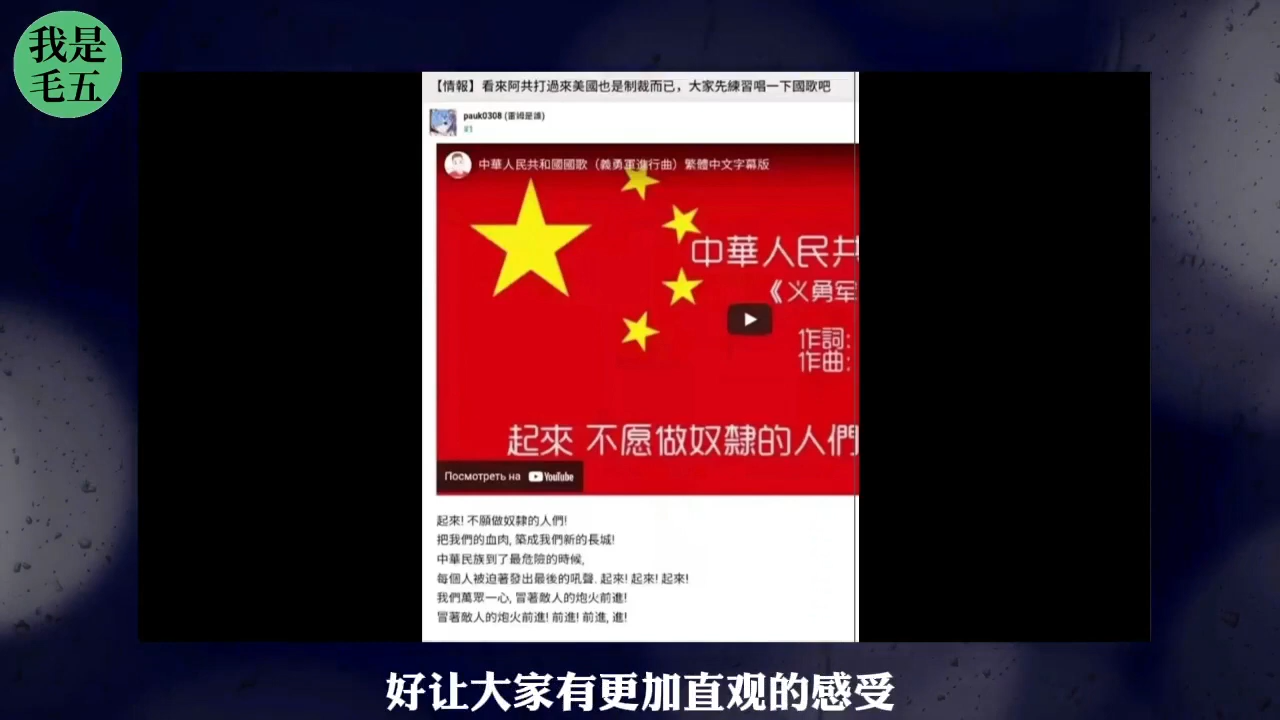 我是
毛五
【情報】看來阿共打過來美國也是制裁而已，大家先練習唱一下國歌吧
pauk0308 (雷姆是誰)
中華人民共和國國歌（義勇軍進行曲）繁體中文字幕版
中華人民共
《义勇军
作詞:
作曲:
起來 不愿做奴隸的人們
Посмотреть на YouTube
起來! 不願做奴隸的人們!
把我們的血肉, 築成我們新的長城!
中華民族到了最危險的時候,
每個人被迫著發出最後的吼聲. 起來! 起來! 起來!
我們萬眾一心, 冒著敵人的炮火前進!
冒著敵人的炮火前進! 前進! 前進, 進!
好让大家有更加直观的感受